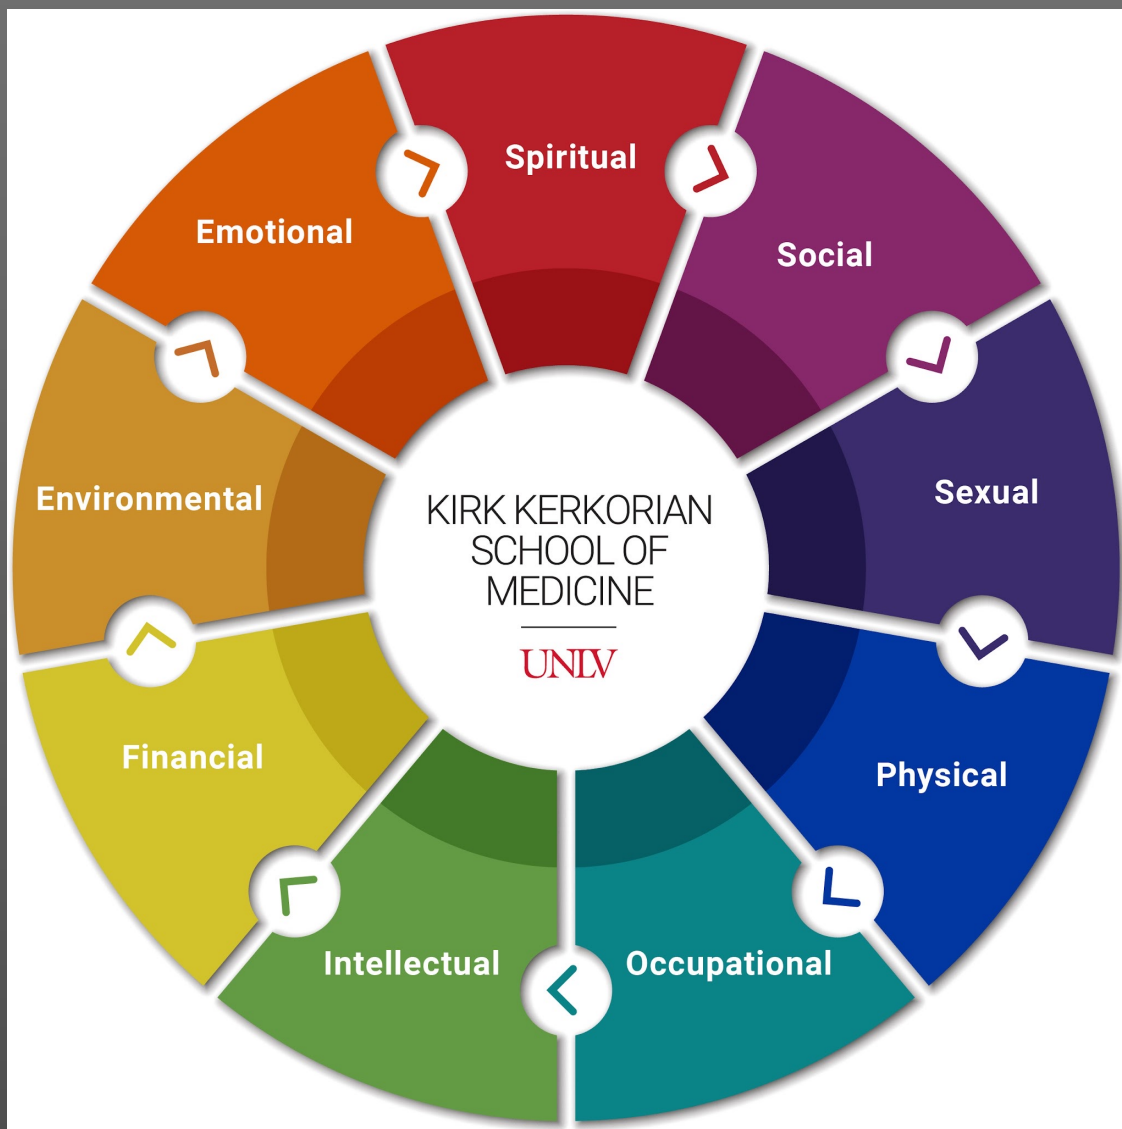 Spiritual
Social
Sexual
Physical
Occupational
Intellectual
Financial
Environmental
Emotional
KIRK KERKORIAN
SCHOOL OF
MEDICINE
UNLV